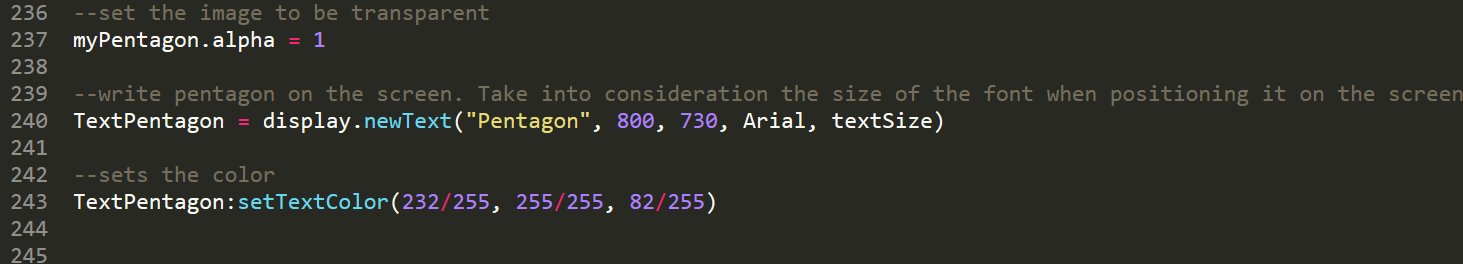 236 --set the image to be transparent
237 myPentagon.alpha = 1
238
239 --write pentagon on the screen. Take into consideration the size of the font when positioning it on the screen
240 TextPentagon = display.newText("Pentagon", 800, 730, Arial, textSize)
241
242 --sets the color
243 TextPentagon:setTextColor(232/255, 255/255, 82/255)
244
245